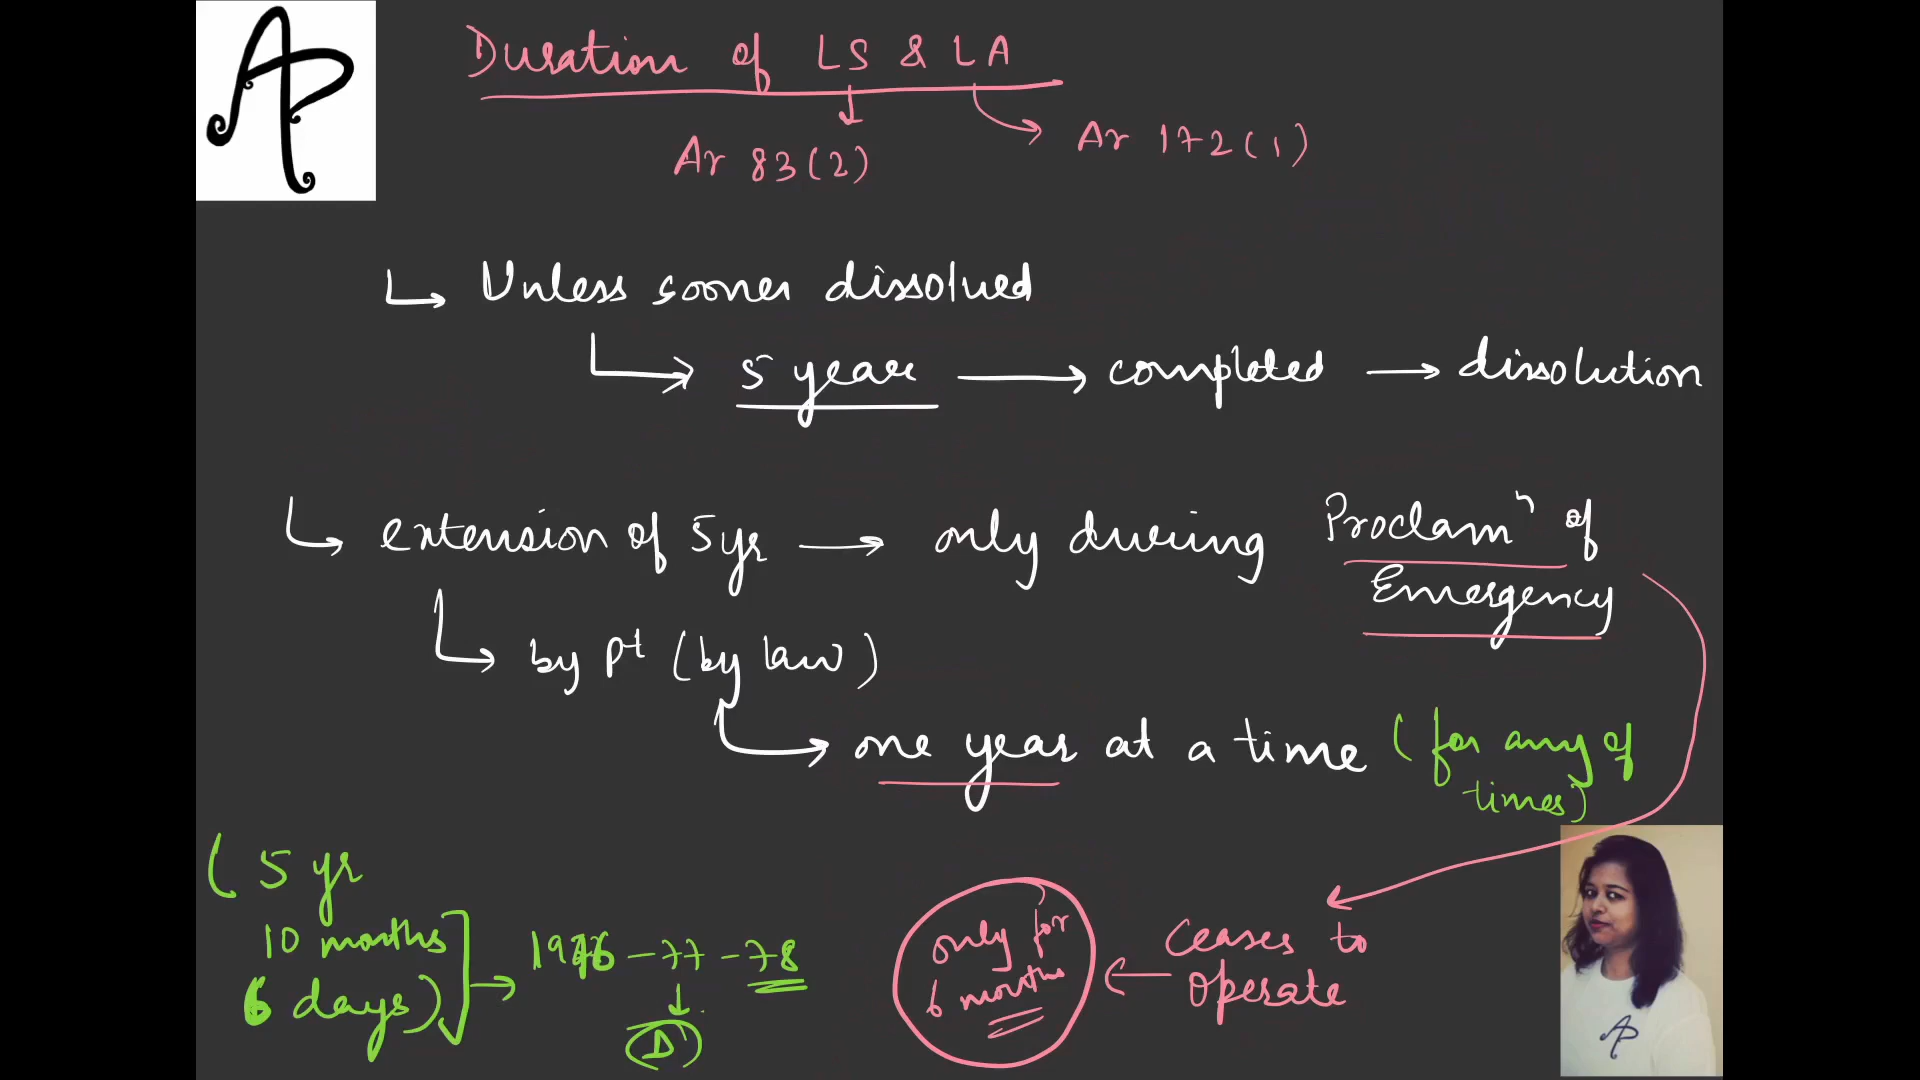 AP
Duration of LS & LA
Ar 83(2)
Ar 172(1)
Unless sooner dissolved
5 years completed dissolution
extension of 5yr only during Proclamⁿ of
Emergency
by Pt (by law)
one year at a time (for any of
times)
(5 yr
10 months
6 days)
1976 - 77 - 78
D
only for
6 months
Ceases to
operate
AP